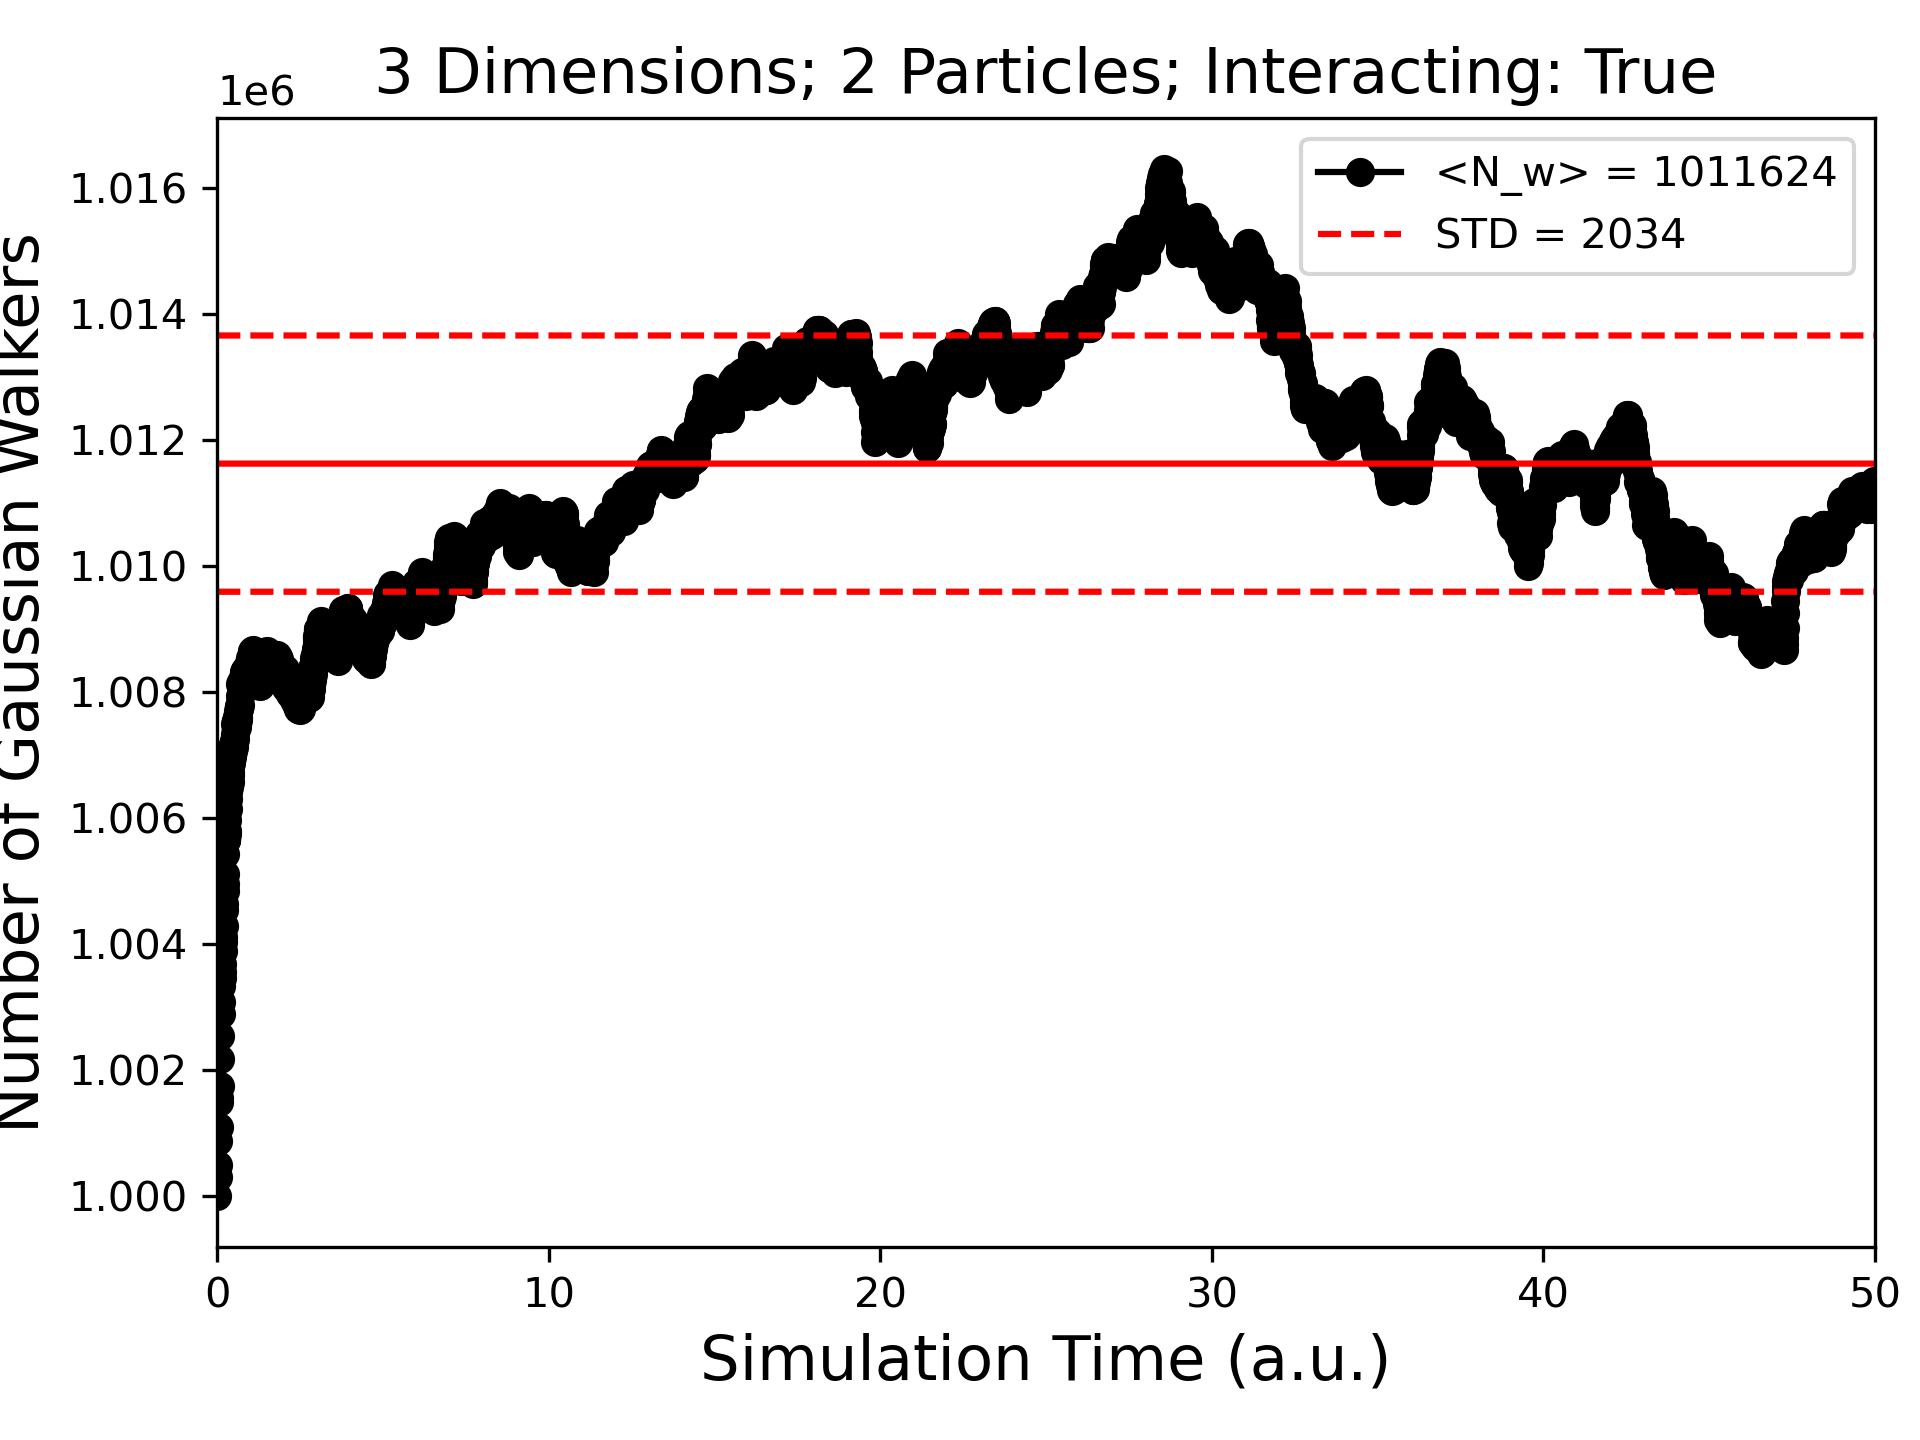 3 Dimensions; 2 Particles; Interacting: True
1e6
<N_w> = 1011624
STD = 2034
Number of Gaussian Walkers
1.016
1.014
1.012
1.010
1.008
1.006
1.004
1.002
1.000
0 10 20 30 40 50
Simulation Time (a.u.)